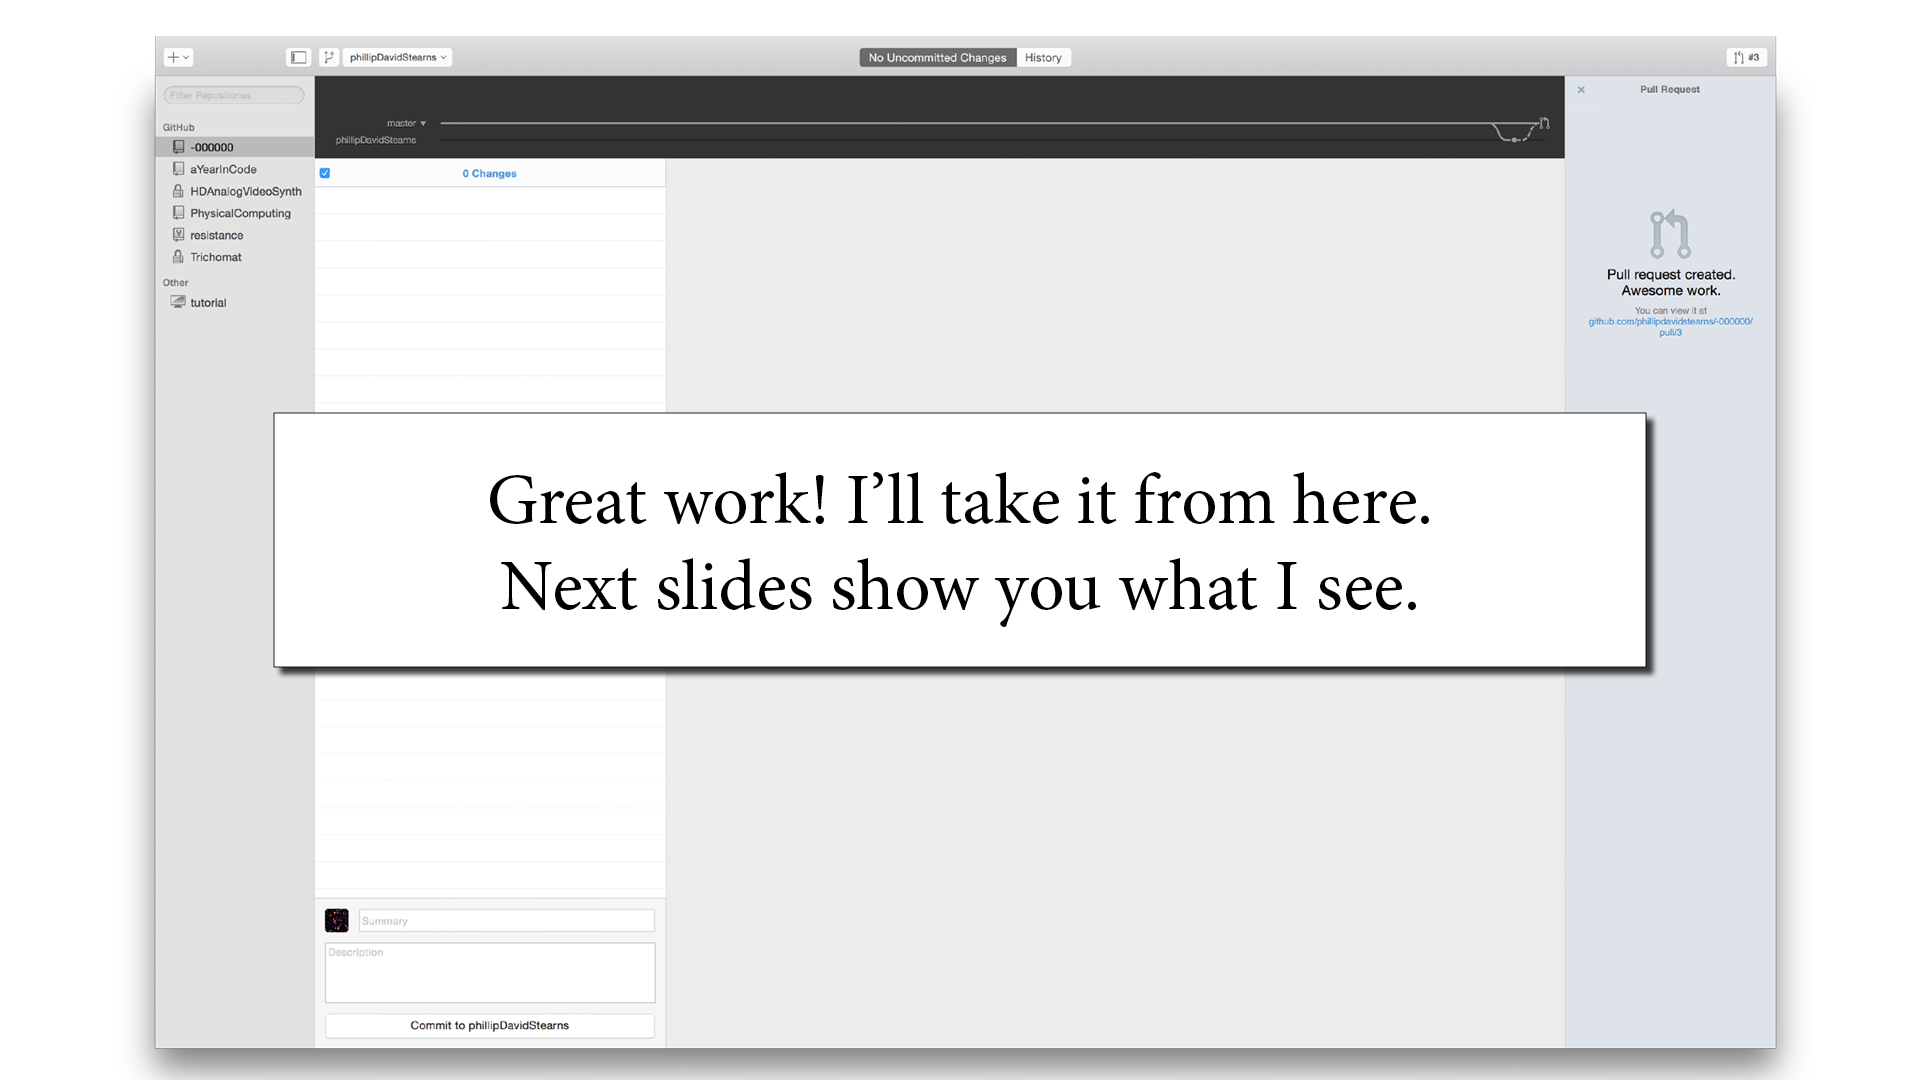 phillipDavidStearns
No Uncommitted Changes
History
#3
Filter Repositories
GitHub
-000000
aYearInCode
HDAnalogVideoSynth
PhysicalComputing
resistance
Trichomat
Other
tutorial
master
phillipDavidStearns
0 Changes
Pull Request
Pull request created.
Awesome work.
You can view it at
github.com/phillipdavidstearns/-000000/
pull/3
Great work! I’ll take it from here.
Next slides show you what I see.
Summary
Description
Commit to phillipDavidStearns